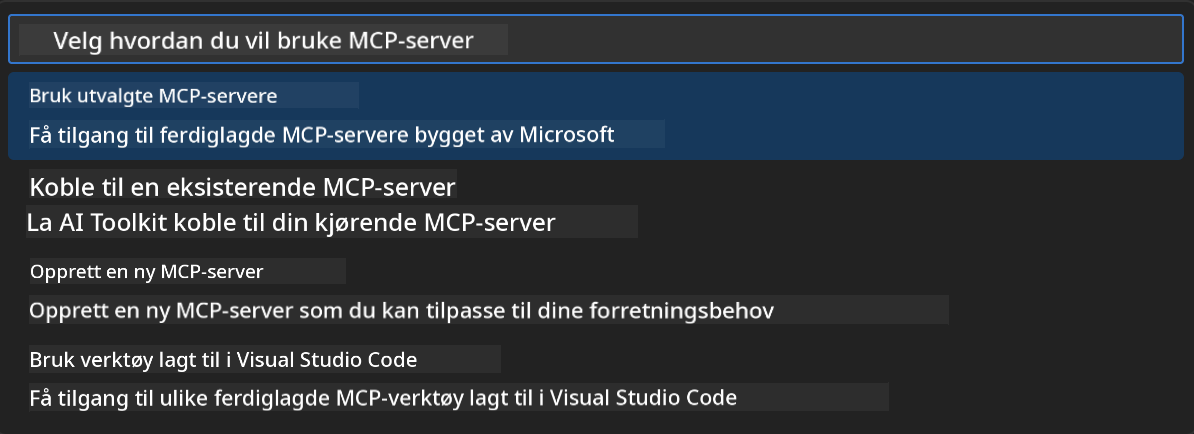 Velg hvordan du vil bruke MCP-server
Bruk utvalgte MCP-servere
Få tilgang til ferdiglagde MCP-servere bygget av Microsoft
Koble til en eksisterende MCP-server
La AI Toolkit koble til din kjørende MCP-server
Opprett en ny MCP-server
Opprett en ny MCP-server som du kan tilpasse til dine forretningsbehov
Bruk verktøy lagt til i Visual Studio Code
Få tilgang til ulike ferdiglagde MCP-verktøy lagt til i Visual Studio Code